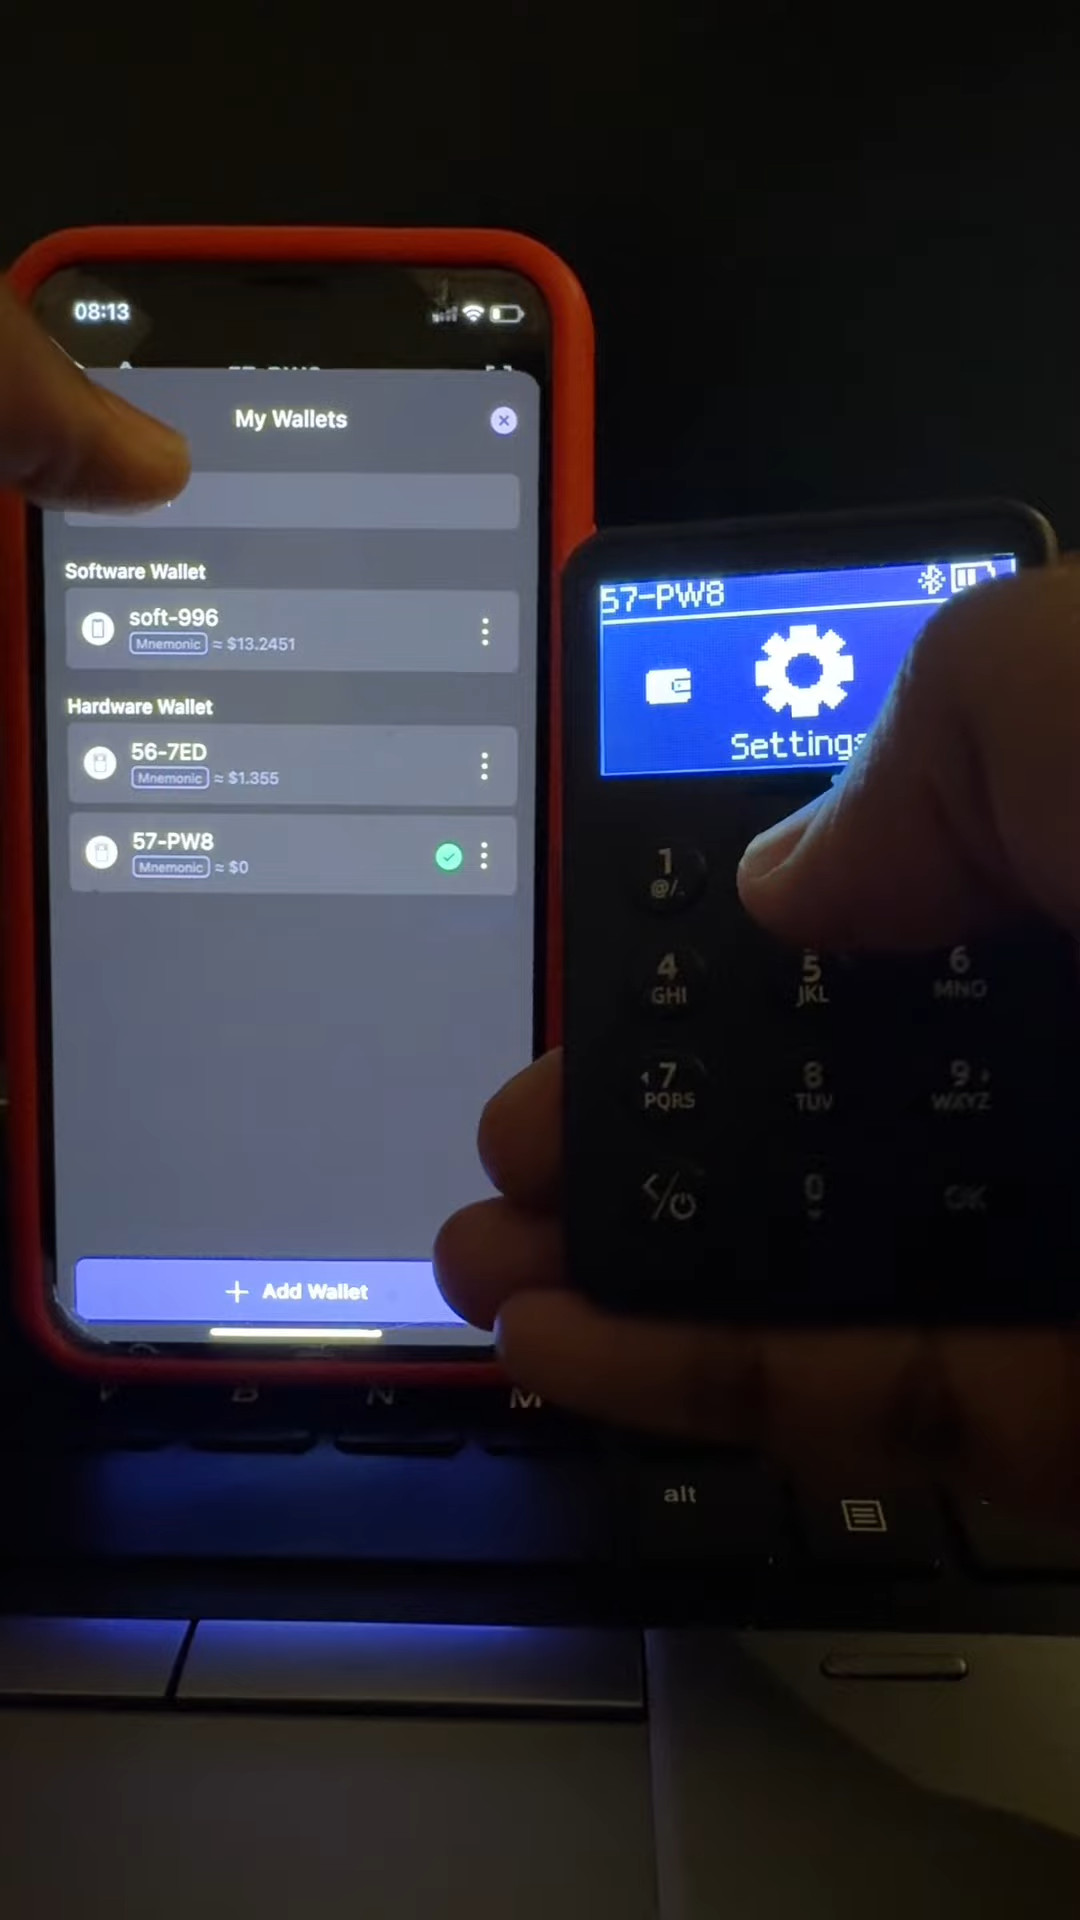 08:13
My Wallets
Software Wallet
soft-996
Mnemonic ≈ $13.2451
Hardware Wallet
56-7ED
Mnemonic ≈ $1.355
57-PW8
Mnemonic ≈ $0
+ Add Wallet
57-PW8
Settings
1
@/.
4
GHI
5
JKL
6
MNO
7
PQRS
8
TUV
9
WXYZ
0
OK
B
N
M
alt